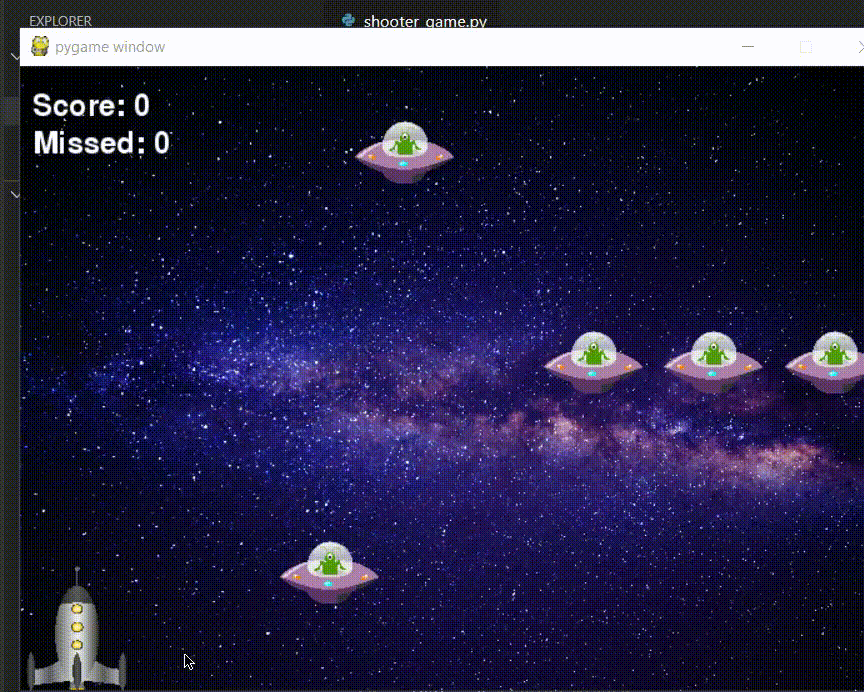 EXPLORER
shooter_game.py
pygame window
Score: 0
Missed: 0